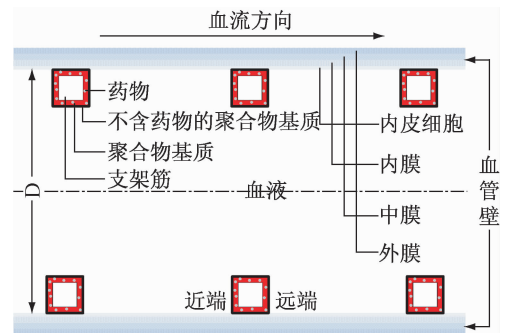 血流方向
药物
不含药物的聚合物基质
聚合物基质
支架筋
内皮细胞
内膜
中膜
外膜
血管壁
D
血液
近端
远端